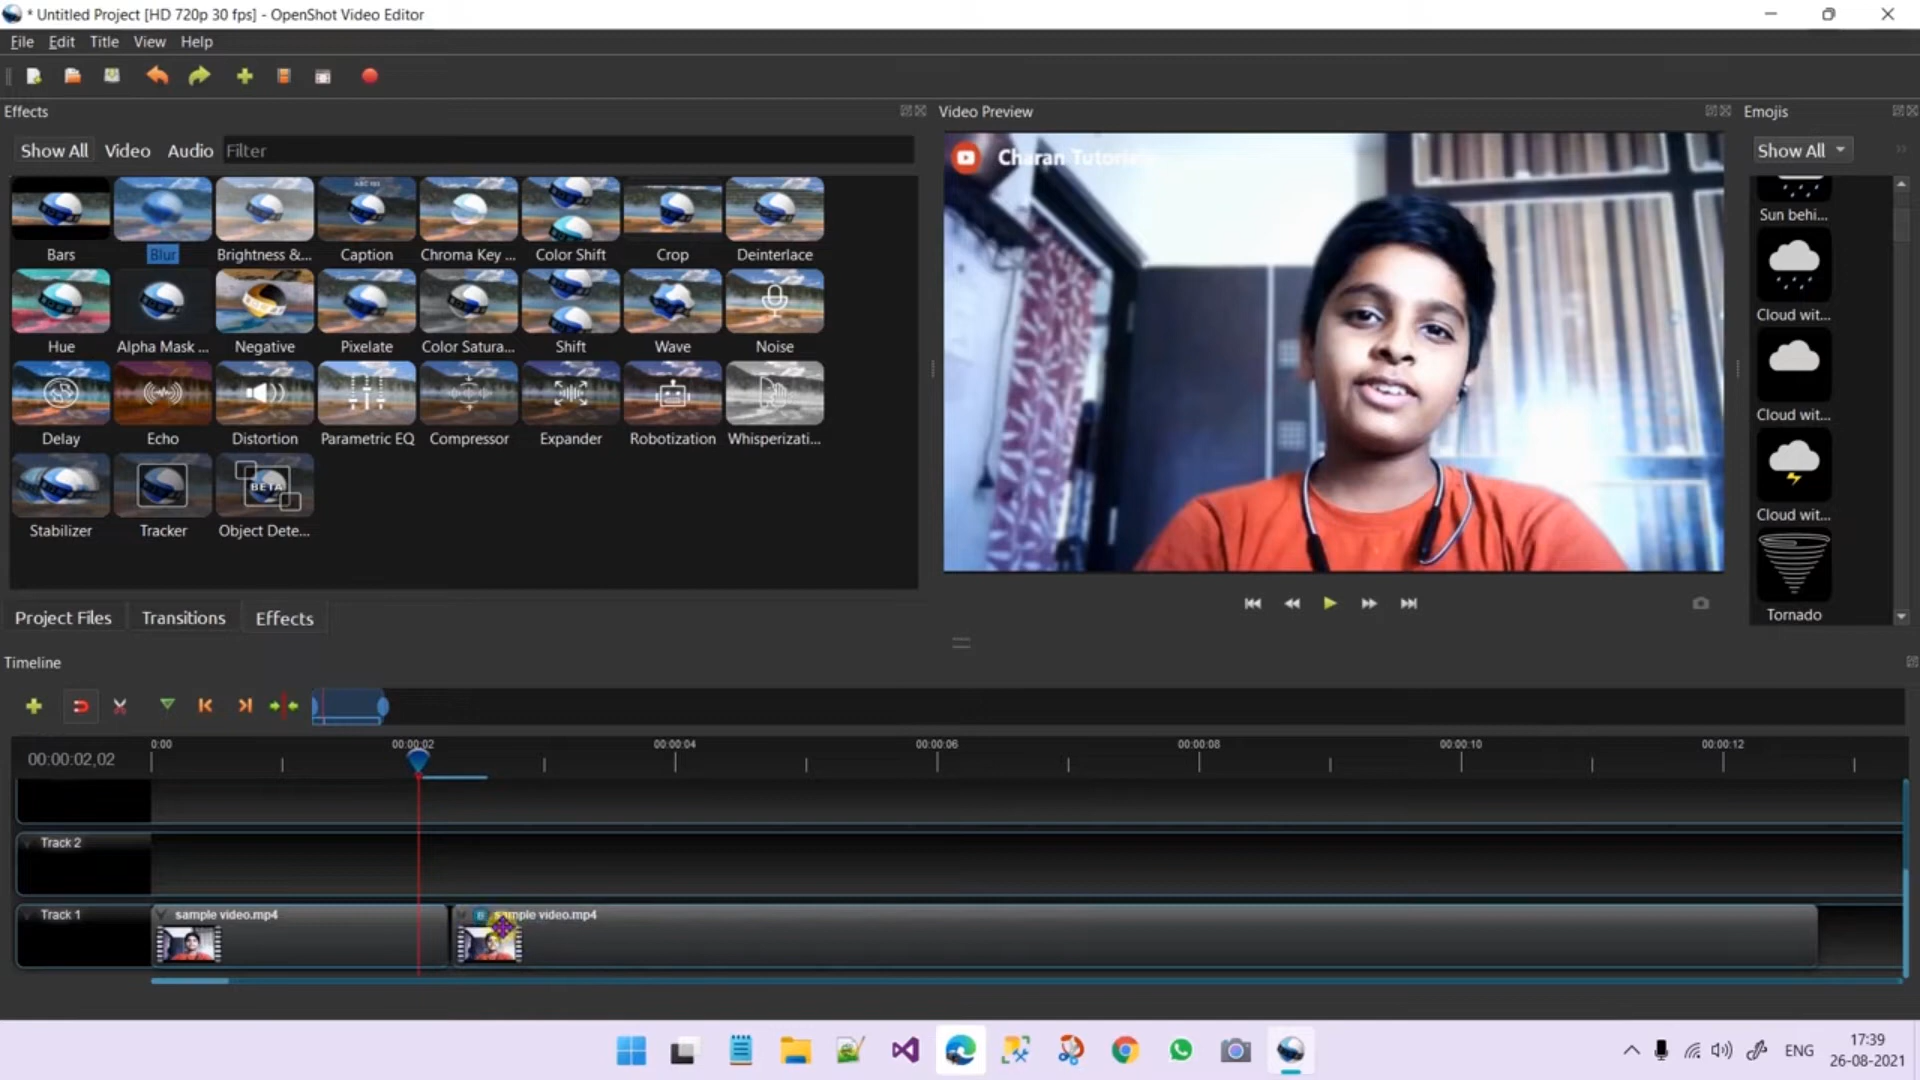 * Untitled Project [HD 720p 30 fps] - OpenShot Video Editor
File Edit Title View Help
Effects
Video Preview
Emojis
Show All Video Audio Filter
Show All
Charan Tutorials
Bars Blur Brightness &... Caption Chroma Key ... Color Shift Crop Deinterlace
Hue Alpha Mask ... Negative Pixelate Color Satura... Shift Wave Noise
Delay Echo Distortion Parametric EQ Compressor Expander Robotization Whisperizati...
BETA
Stabilizer Tracker Object Dete...
Sun behi...
Cloud wit...
Cloud wit...
Cloud wit...
Tornado
Project Files Transitions Effects
Timeline
00:00:02,02
0:00 00:00:02 00:00:04 00:00:06 00:00:08 00:00:10 00:00:12
Track 2
Track 1
sample video.mp4
B sample video.mp4
ENG
17:39
26-08-2021